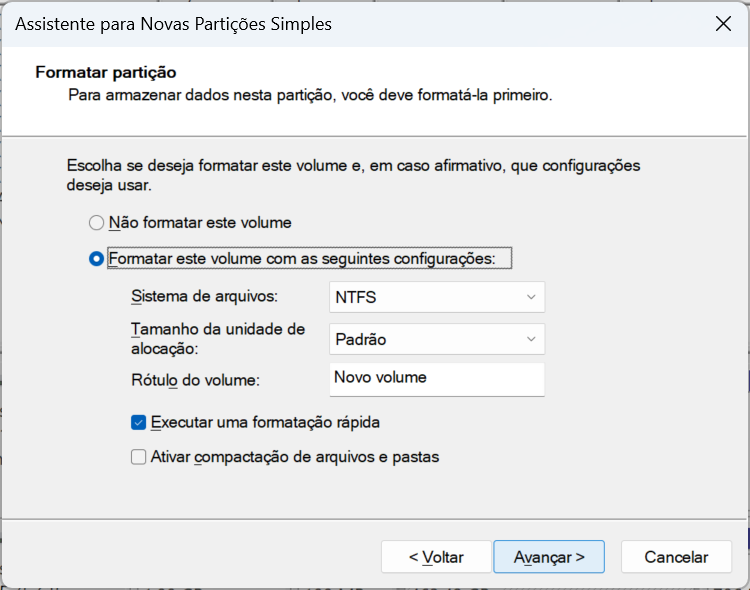 Assistente para Novas Partições Simples
Formatar partição
Para armazenar dados nesta partição, você deve formatá-la primeiro.
Escolha se deseja formatar este volume e, em caso afirmativo, que configurações
deseja usar.
Não formatar este volume
Formatar este volume com as seguintes configurações:
Sistema de arquivos:
NTFS
Tamanho da unidade de
alocação:
Padrão
Rótulo do volume:
Novo volume
Executar uma formatação rápida
Ativar compactação de arquivos e pastas
< Voltar
Avançar >
Cancelar